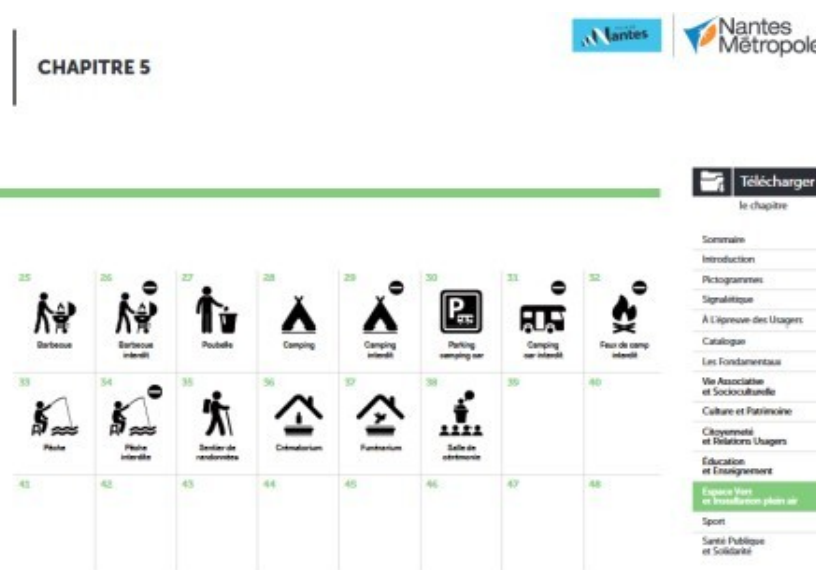 CHAPITRE 5
Nantes
Nantes
Métropole
Télécharger
le chapitre
Sommaire
Introduction
Pictogrammes
Signalétique
À L'épreuve des Usagers
Catalogue
Les Fondamentaux
Vie Associative
et Socioculturelle
Culture et Patrimoine
Citoyenneté
et Relations Usagers
Éducation
et Enseignement
Espace Vert
et Installation plein air
Sport
Santé Publique
et Solidarité
25 26 27 28 29 30 31 32
P
Barbecue
Barbecue
interdit
Poubelle
Camping
Camping
interdit
Parking
camping car
Camping
car interdit
Feux de camp
interdit
33 34 35 36 37 38 39 40
Pêche
Pêche
interdite
Sentier de
randonnées
Crématorium
Funérarium
Salle de
cérémonie
41 42 43 44 45 46 47 48